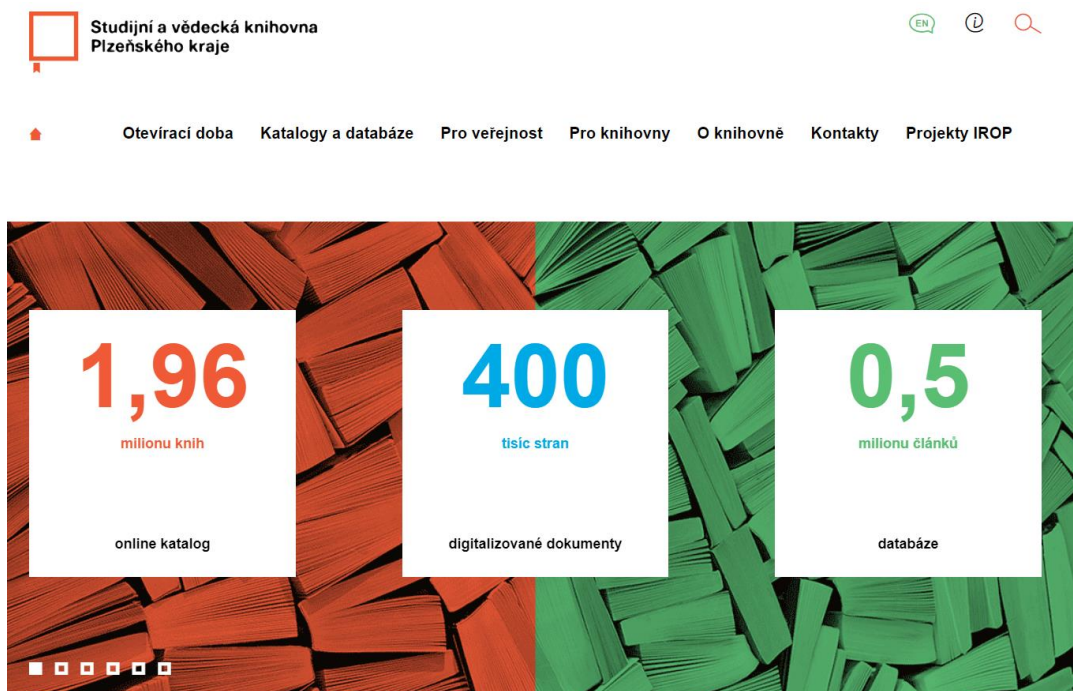 Studijní a vědecká knihovna
Plzeňského kraje
EN
i
Otevírací doba Katalogy a databáze Pro veřejnost Pro knihovny O knihovně Kontakty Projekty IROP
1,96
milionu knih
online katalog
400
tisíc stran
digitalizované dokumenty
0,5
milionu článků
databáze